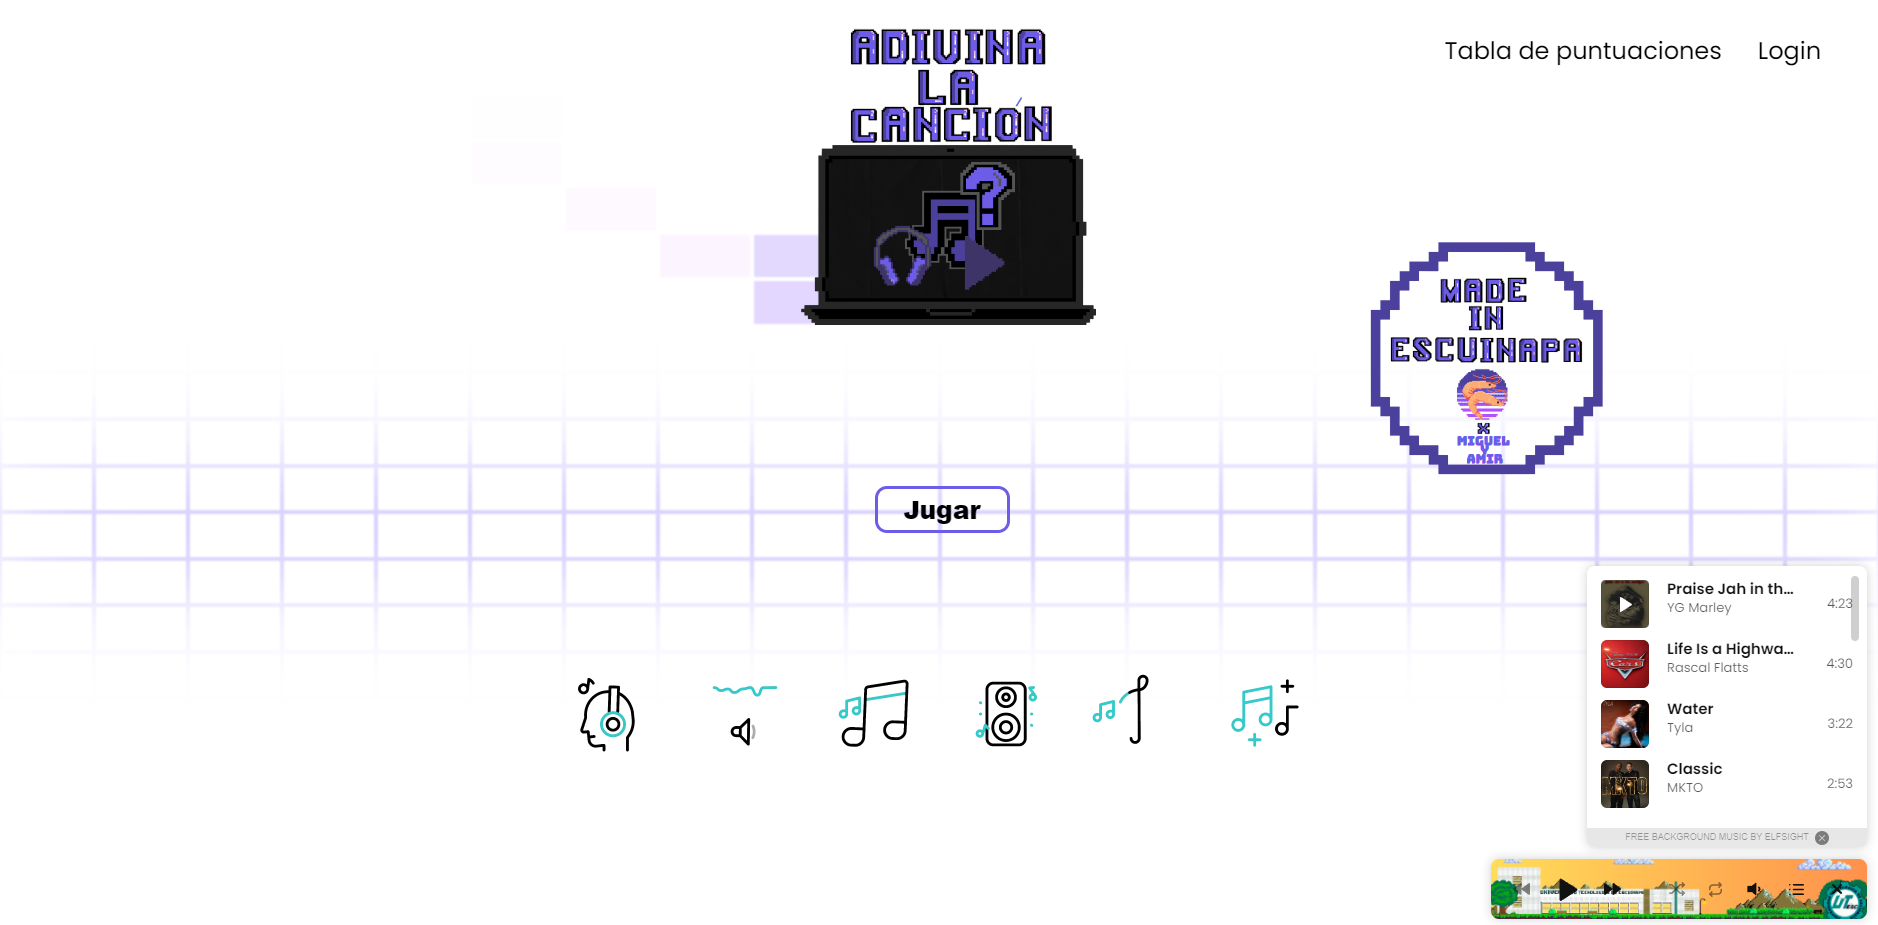 ADIVINA
LA
CANCIÓN
Tabla de puntuaciones
Login
MADE
IN
ESCUINAPA
X
MIGUEL
Y
AMIR
Jugar
Praise Jah in th...
YG Marley
4:23
Life Is a Highwa...
Rascal Flatts
4:30
Water
Tyla
3:22
Classic
MKTO
2:53
FREE BACKGROUND MUSIC BY ELFSIGHT